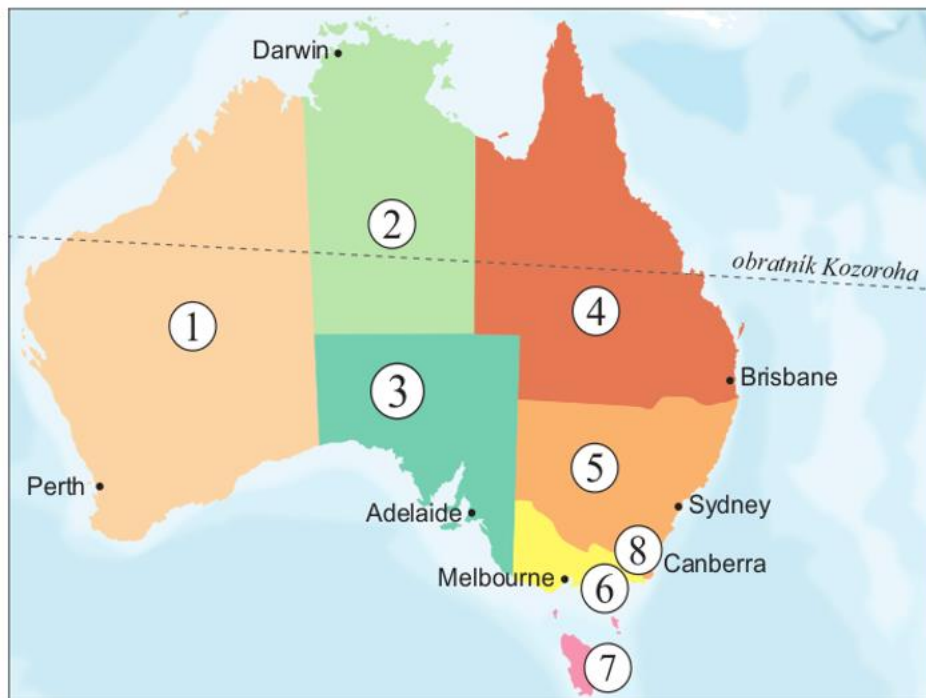 Darwin
2
obratník Kozoroha
1
4
3
Brisbane
5
Perth
Adelaide
Sydney
8
Canberra
Melbourne
6
7